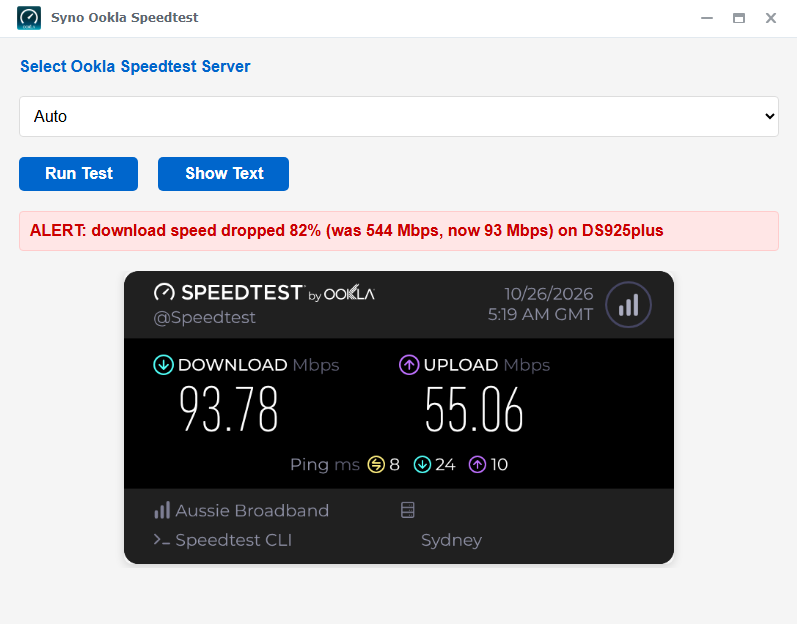 Syno Ookla Speedtest
Select Ookla Speedtest Server
Auto
Run Test
Show Text
ALERT: download speed dropped 82% (was 544 Mbps, now 93 Mbps) on DS925plus
SPEEDTEST by OOKLA
@Speedtest
10/26/2026
5:19 AM GMT
DOWNLOAD Mbps
93.78
UPLOAD Mbps
55.06
Ping ms 8 24 10
Aussie Broadband
Speedtest CLI
Sydney